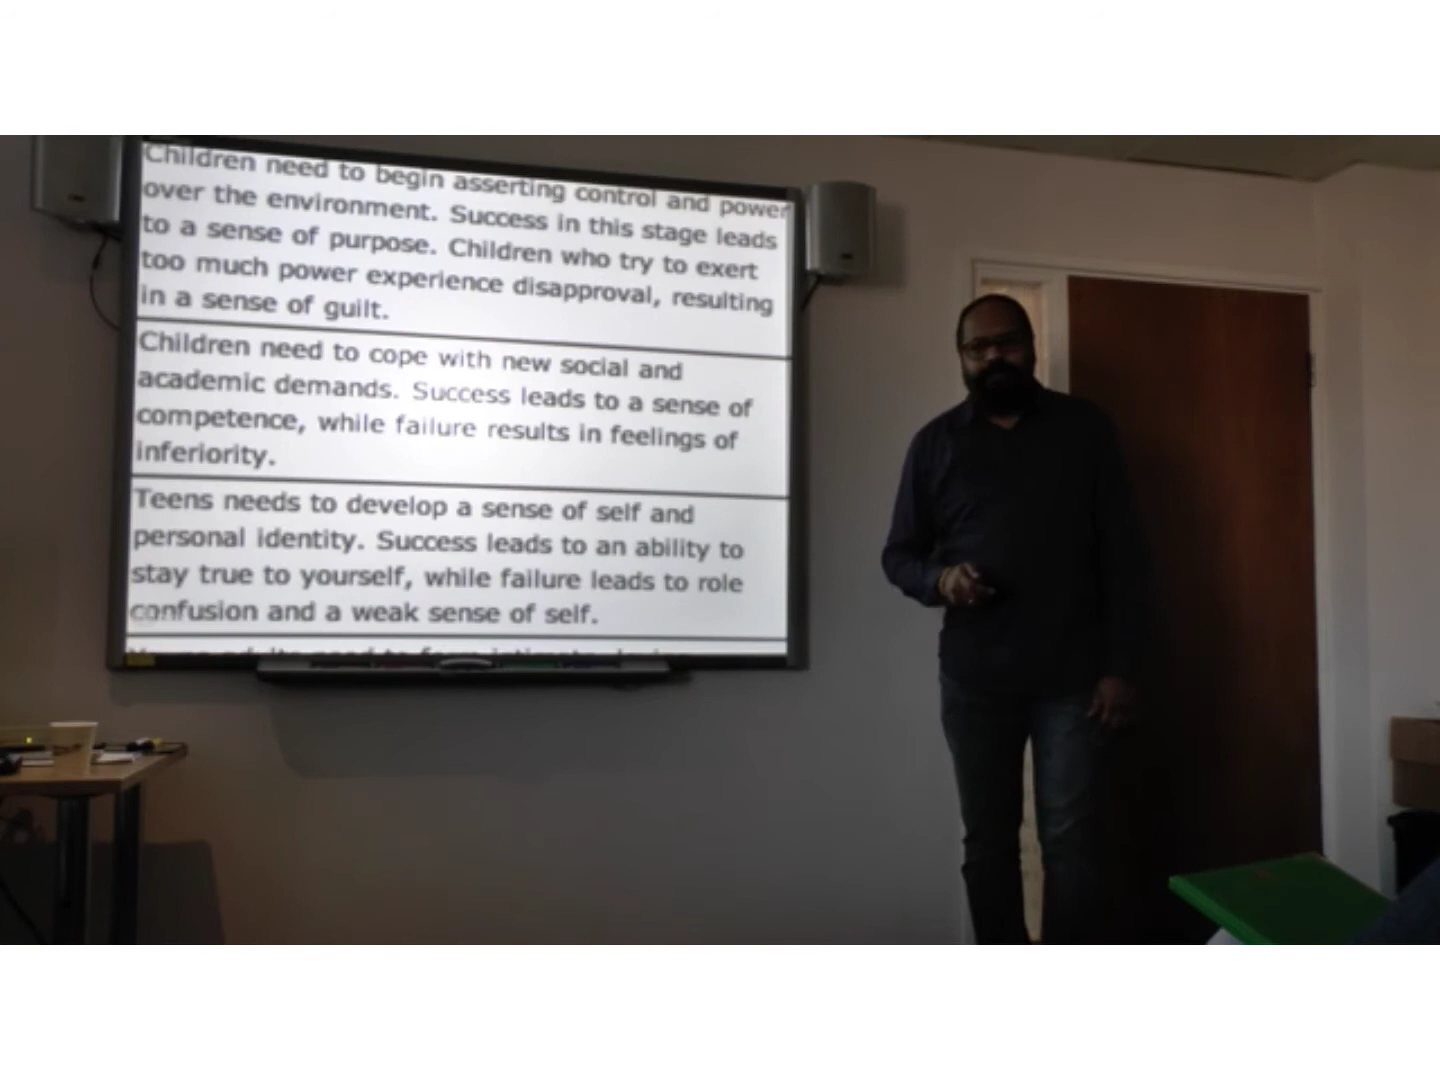 Children need to begin asserting control and power
over the environment. Success in this stage leads
to a sense of purpose. Children who try to exert
too much power experience disapproval, resulting
in a sense of guilt.
Children need to cope with new social and
academic demands. Success leads to a sense of
competence, while failure results in feelings of
inferiority.
Teens needs to develop a sense of self and
personal identity. Success leads to an ability to
stay true to yourself, while failure leads to role
confusion and a weak sense of self.